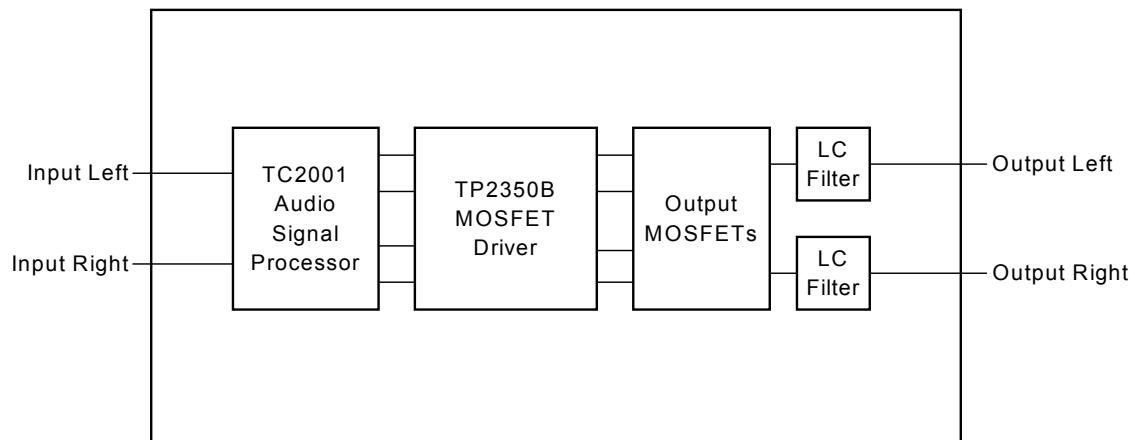 Input Left
Input Right
TC2001
Audio
Signal
Processor
TP2350B
MOSFET
Driver
Output
MOSFETs
LC
Filter
LC
Filter
Output Left
Output Right